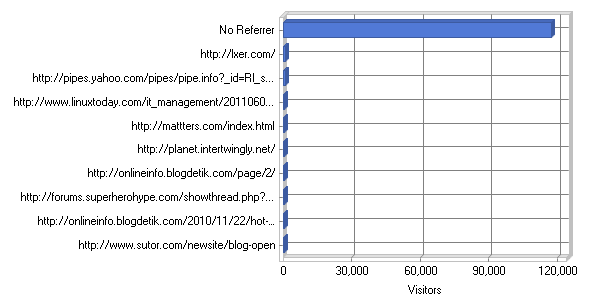 No Referrer
http://lxer.com/
http://pipes.yahoo.com/pipes/pipe.info?_id=RI_s...
http://www.linuxtoday.com/it_management/2011060...
http://mattters.com/index.html
http://planet.intertwingly.net/
http://onlineinfo.blogdetik.com/page/2/
http://forums.superherohype.com/showthread.php?...
http://onlineinfo.blogdetik.com/2010/11/22/hot-...
http://www.sutor.com/newsite/blog-open
0 30,000 60,000 90,000 120,000
Visitors